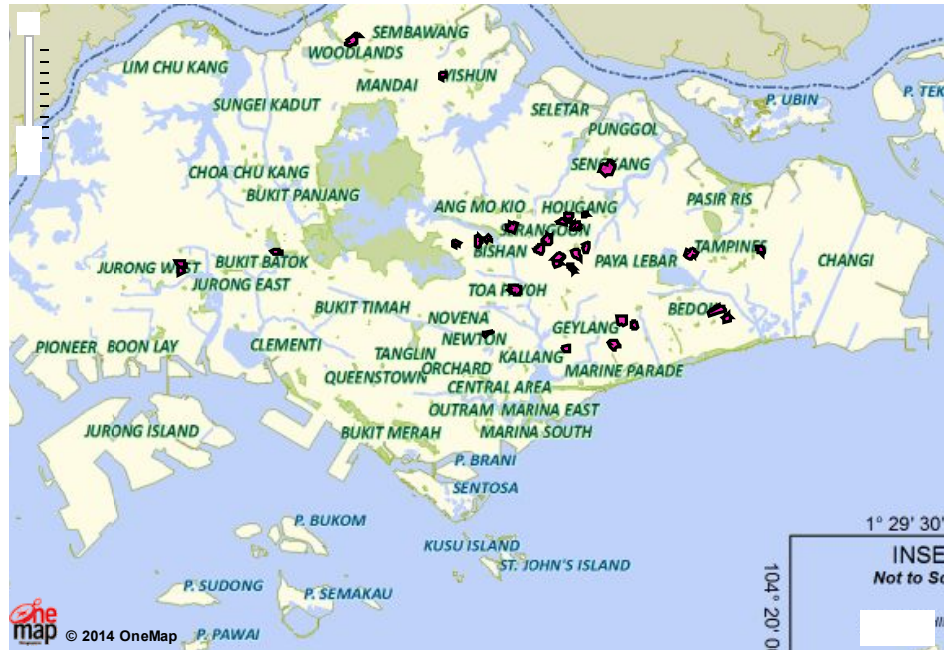 SEMBAWANG
WOODLANDS
LIM CHU KANG
YISHUN
MANDAI
P. UBIN
P. TEK
SUNGEI KADUT
SELETAR
PUNGGOL
CHOA CHU KANG
SENGKANG
BUKIT PANJANG
PASIR RIS
ANG MO KIO
HOUGANG
SERANGOON
BISHAN
TAMPINES
JURONG WEST
BUKIT BATOK
PAYA LEBAR
CHANGI
JURONG EAST
TOA PAYOH
BUKIT TIMAH
BEDOK
NOVENA
GEYLANG
NEWTON
PIONEER
BOON LAY
CLEMENTI
TANGLIN
KALLANG
ORCHARD
MARINE PARADE
QUEENSTOWN
CENTRAL AREA
OUTRAM
MARINA EAST
JURONG ISLAND
BUKIT MERAH
MARINA SOUTH
P. BRANI
SENTOSA
P. BUKOM
1° 29' 30'
KUSU ISLAND
INSE
ST. JOHN'S ISLAND
Not to Sc
104° 20' 0
P. SUDONG
P. SEMAKAU
One
map
© 2014 OneMap
P. PAWAI